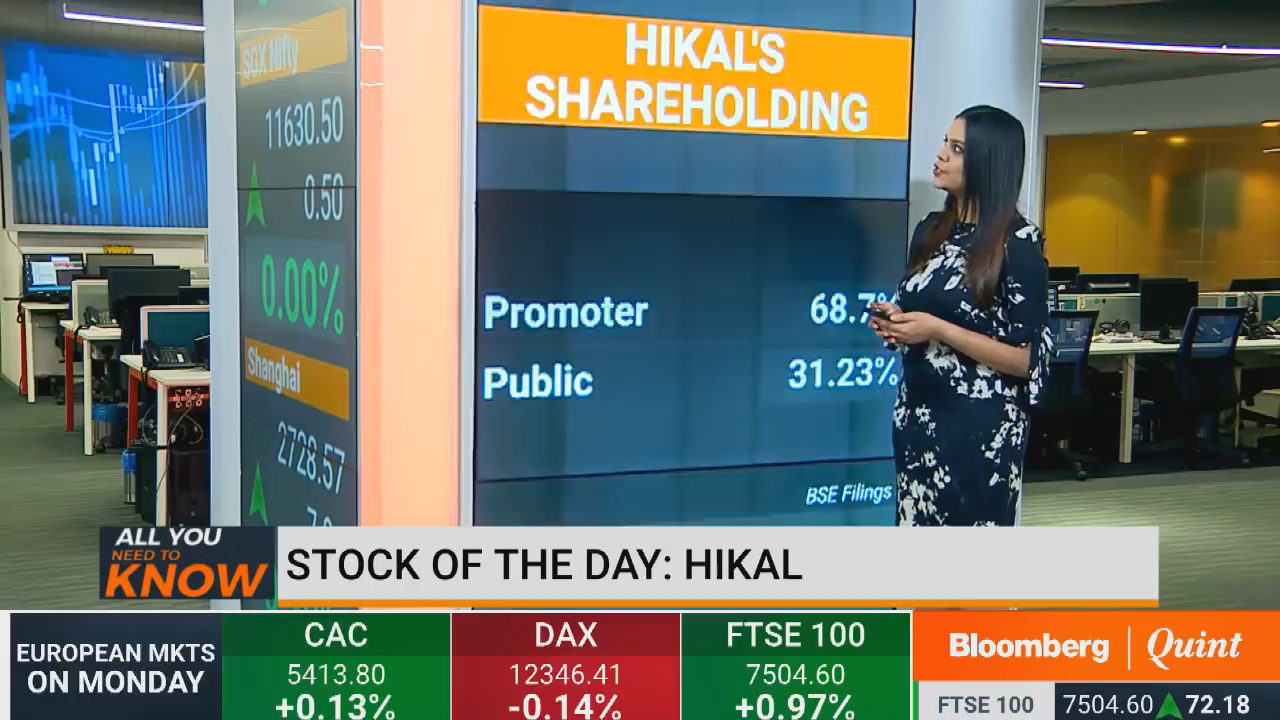 SGX Nifty
11630.50
0.50
0.00%
Shanghai
2728.57
HIKAL'S
SHAREHOLDING
Promoter
Public 31.23%
BSE Filings
ALL YOU
NEED TO
KNOW
STOCK OF THE DAY: HIKAL
EUROPEAN MKTS
ON MONDAY
CAC
5413.80
+0.13%
DAX
12346.41
-0.14%
FTSE 100
7504.60
+0.97%
Bloomberg | Quint
FTSE 100 7504.60 72.18